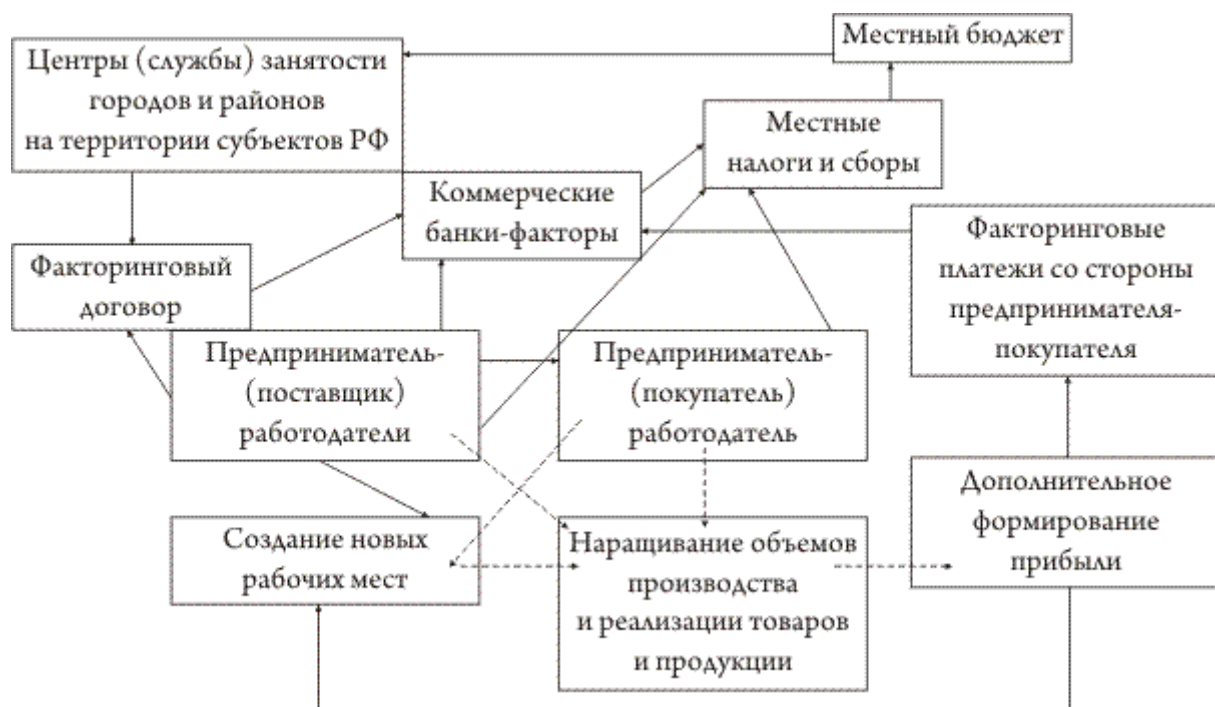 Местный бюджет
Центры (службы) занятости
городов и районов
на территории субъектов РФ
Местные
налоги и сборы
Коммерческие
банки-факторы
Факторинговые
платежи со стороны
предпринимателя-
покупателя
Факторинговый
договор
Предприниматель-
(поставщик)
работодатели
Предприниматель-
(покупатель)
работодатель
Дополнительное
формирование
прибыли
Создание новых
рабочих мест
Наращивание объемов
производства
и реализации товаров
и продукции